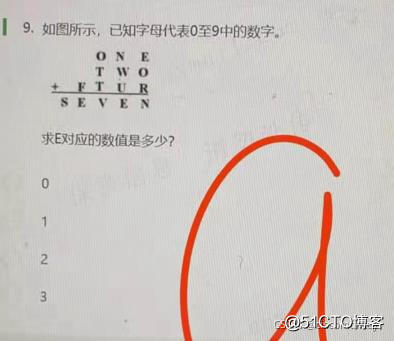 9. 如图所示，已知字母代表0至9中的数字。
O N E
T W O
+ F T U R
S E V E N
求E对应的数值是多少？
0
1
2
3
@51CTO博客